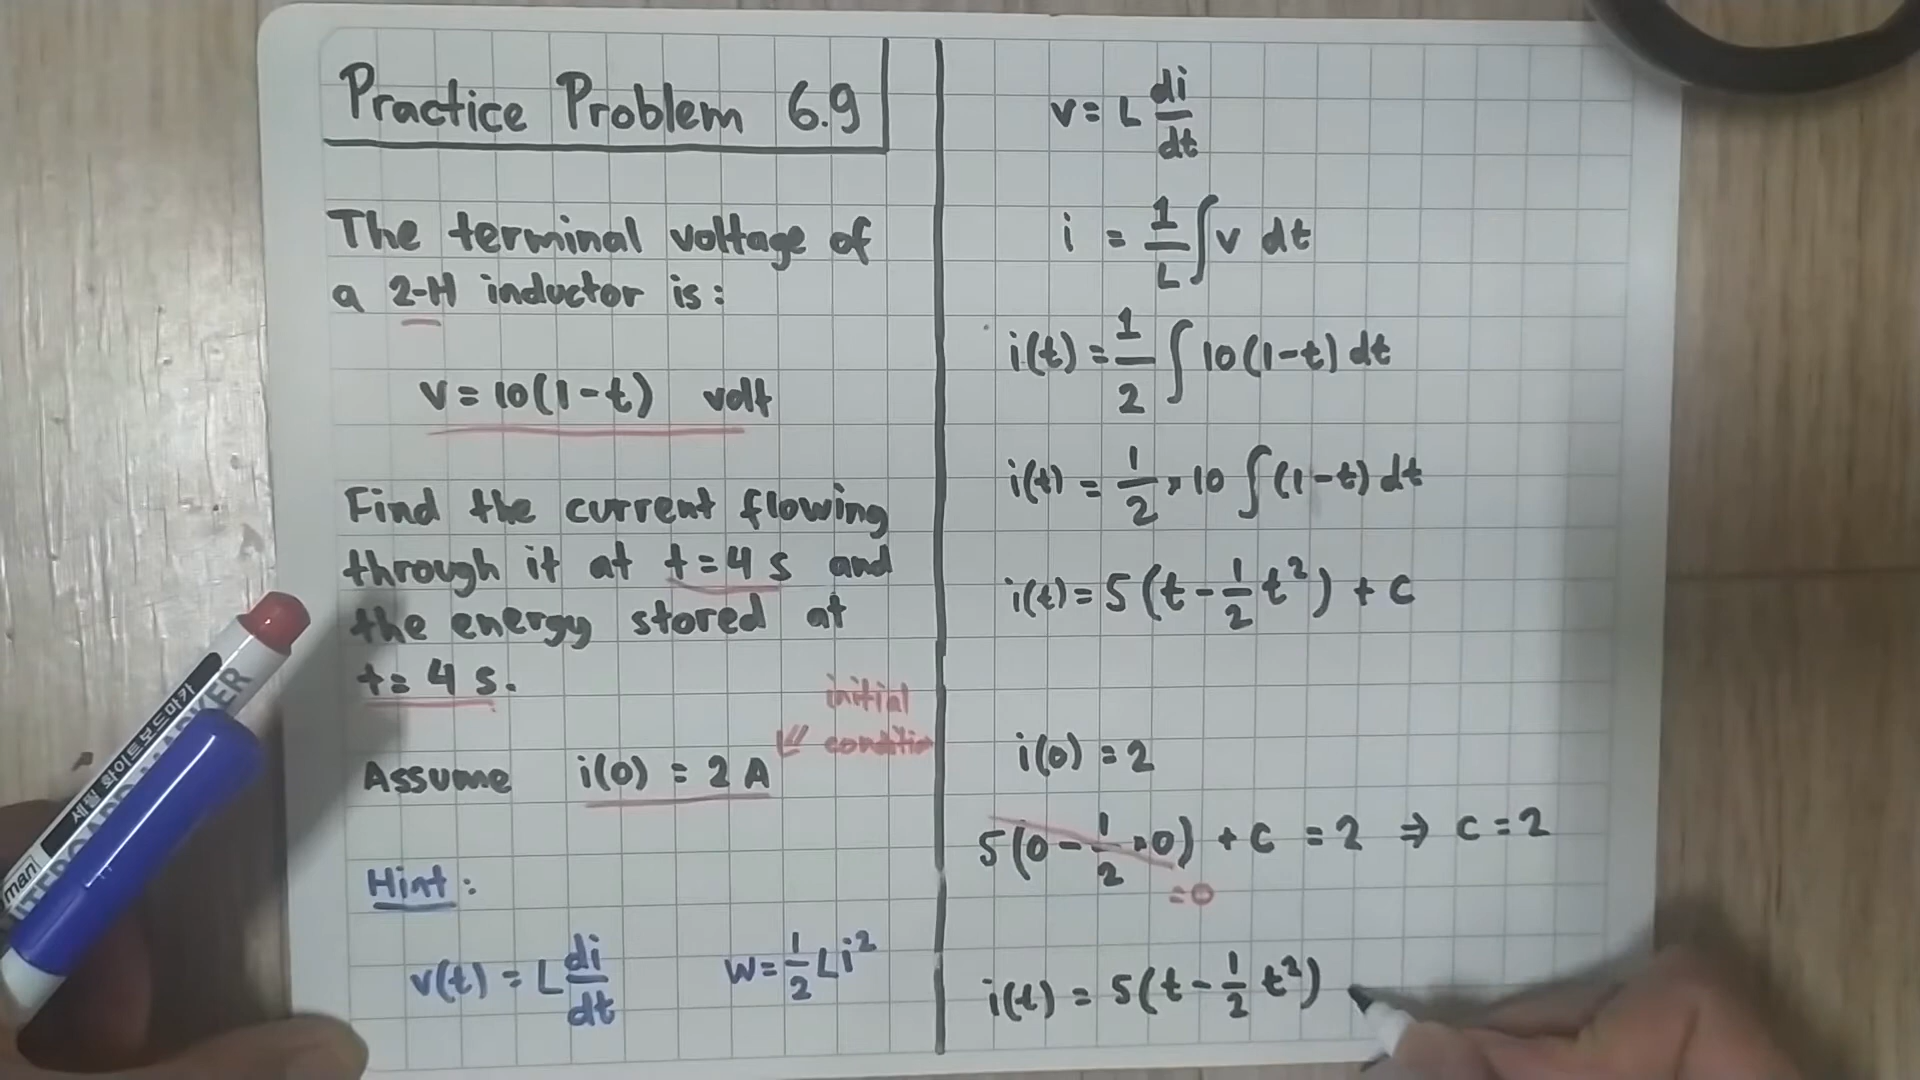 Practice Problem 6.9
The terminal voltage of
a 2-H inductor is:
v = 10(1-t) volt
Find the current flowing
through it at t=4 s and
the energy stored at
t= 4 s.
initial
condition
Assume i(0) = 2 A
Hint:
v(t) = L di/dt w = 1/2 Li²
v = L di/dt
i = 1/L ∫ v dt
i(t) = 1/2 ∫ 10(1-t) dt
i(t) = 1/2 · 10 ∫ (1-t) dt
i(t) = 5(t - 1/2 t²) + c
i(0) = 2
5(0 - 1/2 · 0) + c = 2 ⇒ c = 2
= 0
i(t) = 5(t - 1/2 t²)
세필 화이트보드마카
man